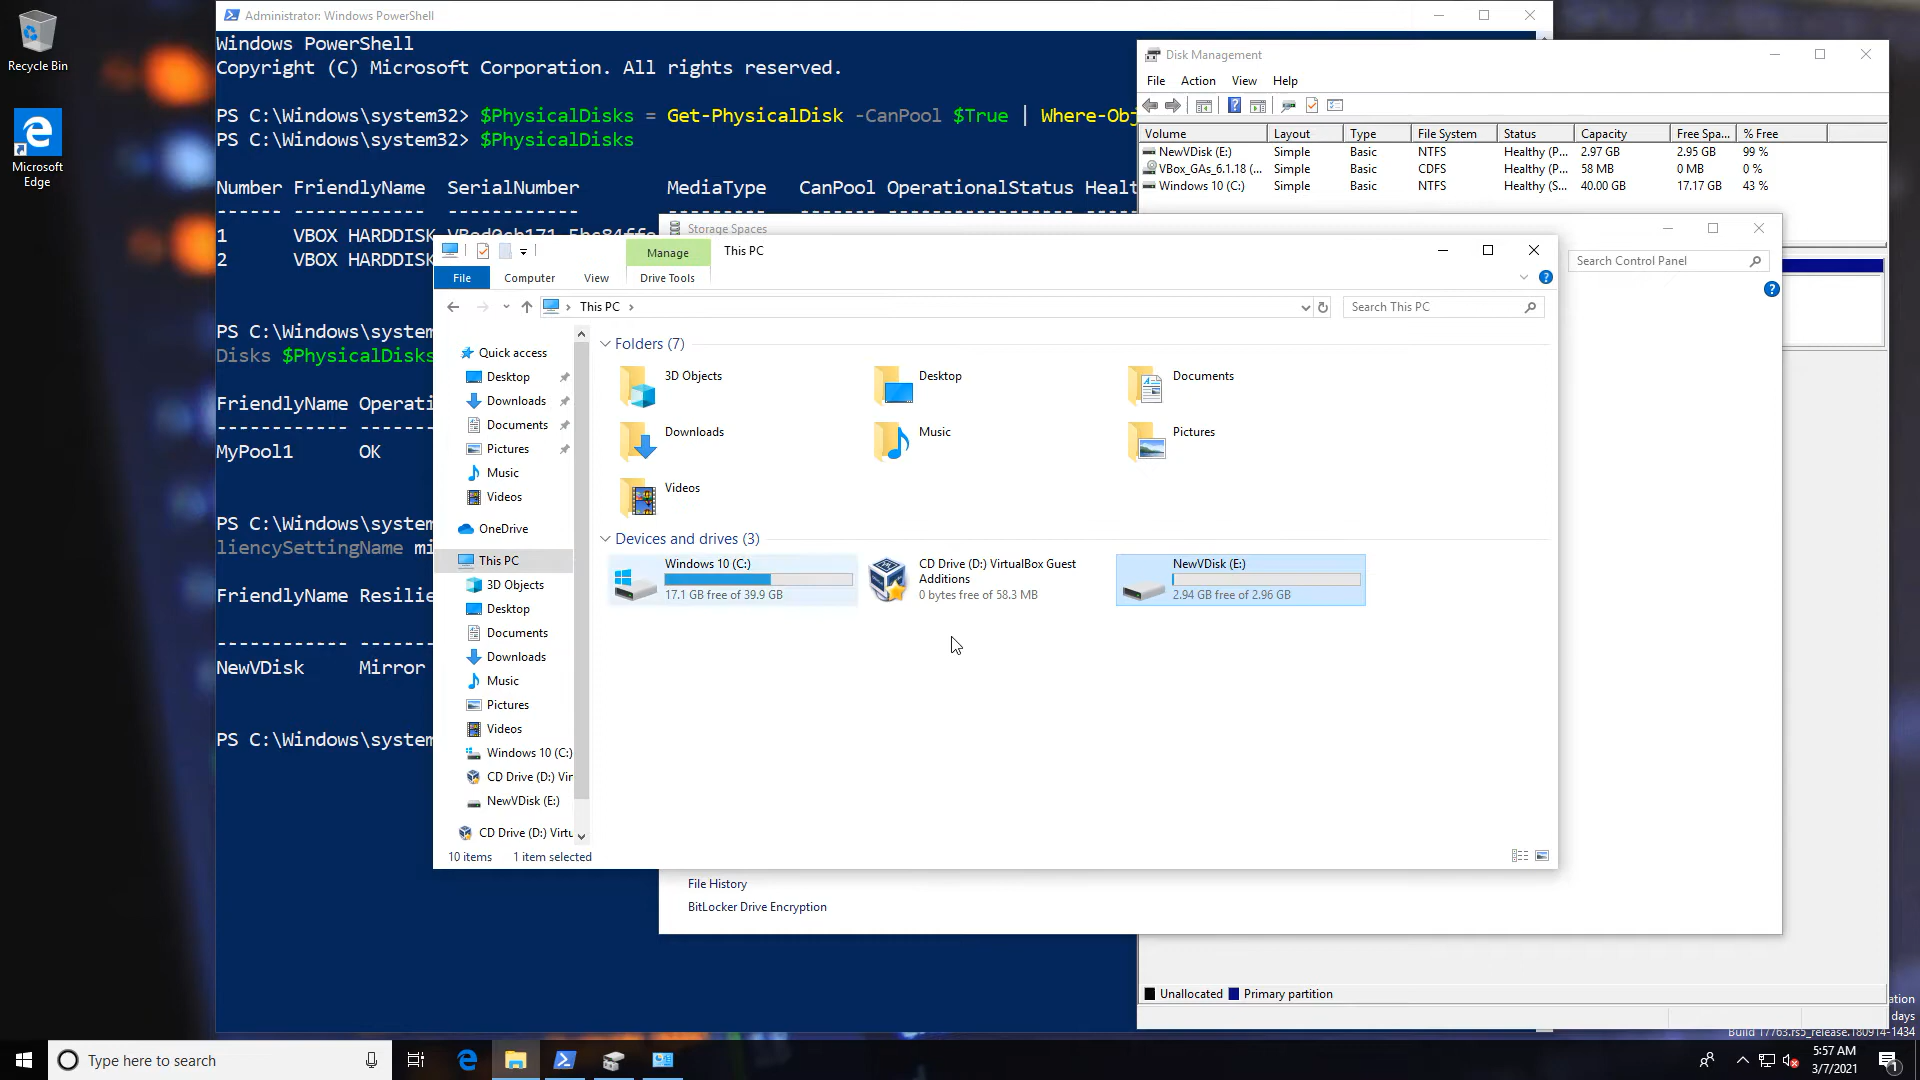 Recycle Bin
Microsoft
Edge
Administrator: Windows PowerShell
Windows PowerShell
Copyright (C) Microsoft Corporation. All rights reserved.
PS C:\Windows\system32> $PhysicalDisks = Get-PhysicalDisk -CanPool $True | Where-Obj
PS C:\Windows\system32> $PhysicalDisks
Number FriendlyName SerialNumber MediaType CanPool OperationalStatus Healt
------ ------------ ------------ --------- ------- ----------------- -----
1 VBOX HARDDISK
2 VBOX HARDDISK
PS C:\Windows\system
Disks $PhysicalDisks
FriendlyName Operati
------------ -------
MyPool1 OK
PS C:\Windows\system
liencySettingName mi
FriendlyName Resilie
------------ -------
NewVDisk Mirror
PS C:\Windows\system
Disk Management
File Action View Help
Volume Layout Type File System Status Capacity Free Spa... % Free
NewVDisk (E:) Simple Basic NTFS Healthy (P... 2.97 GB 2.95 GB 99 %
VBox_GAs_6.1.18 (... Simple Basic CDFS Healthy (P... 58 MB 0 MB 0 %
Windows 10 (C:) Simple Basic NTFS Healthy (S... 40.00 GB 17.17 GB 43 %
Storage Spaces
Search Control Panel
Manage This PC
File Computer View Drive Tools
This PC
Search This PC
Quick access
Desktop
Downloads
Documents
Pictures
Music
Videos
OneDrive
This PC
3D Objects
Desktop
Documents
Downloads
Music
Pictures
Videos
Windows 10 (C:)
CD Drive (D:) Vir
NewVDisk (E:)
CD Drive (D:) Virtu
Folders (7)
3D Objects
Desktop
Documents
Downloads
Music
Pictures
Videos
Devices and drives (3)
Windows 10 (C:)
17.1 GB free of 39.9 GB
CD Drive (D:) VirtualBox Guest
Additions
0 bytes free of 58.3 MB
NewVDisk (E:)
2.94 GB free of 2.96 GB
10 items 1 item selected
File History
BitLocker Drive Encryption
Unallocated Primary partition
ation
days
Build 17763.rs5_release.180914-1434
Type here to search
5:57 AM
3/7/2021
1